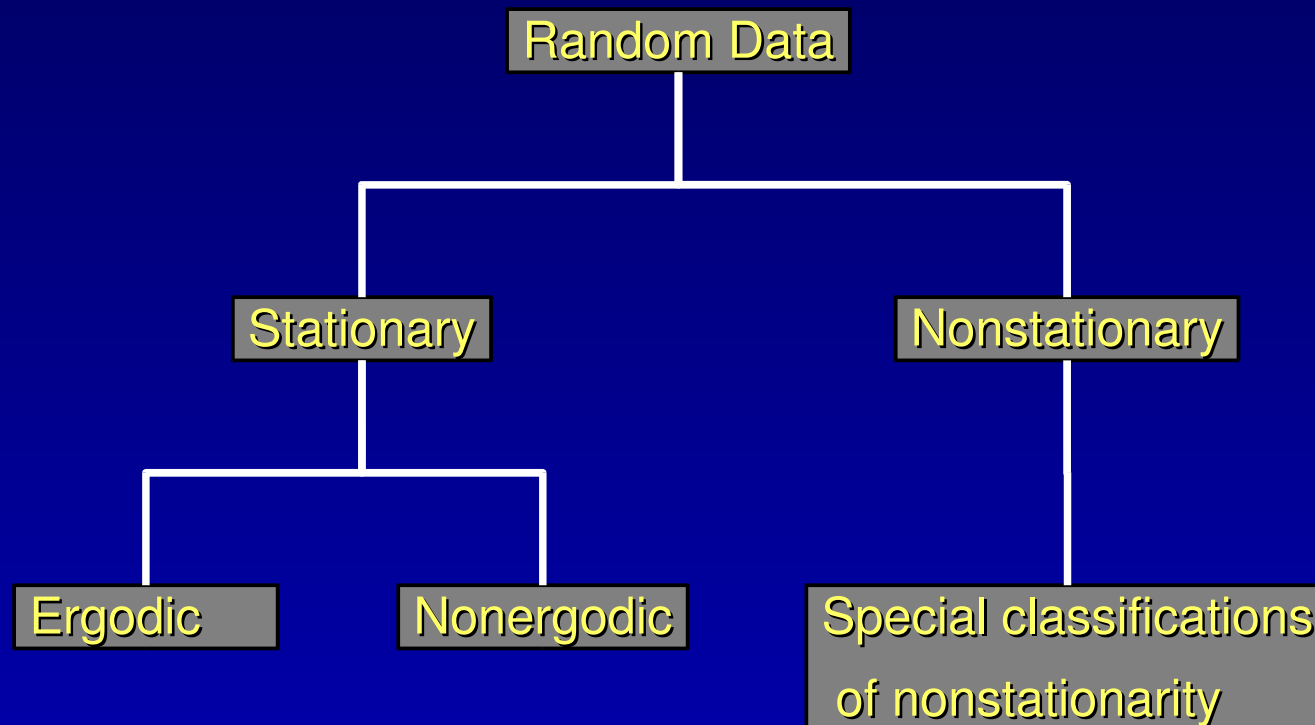 Random Data
Stationary
Nonstationary
Ergodic
Nonergodic
Special classifications
of nonstationarity